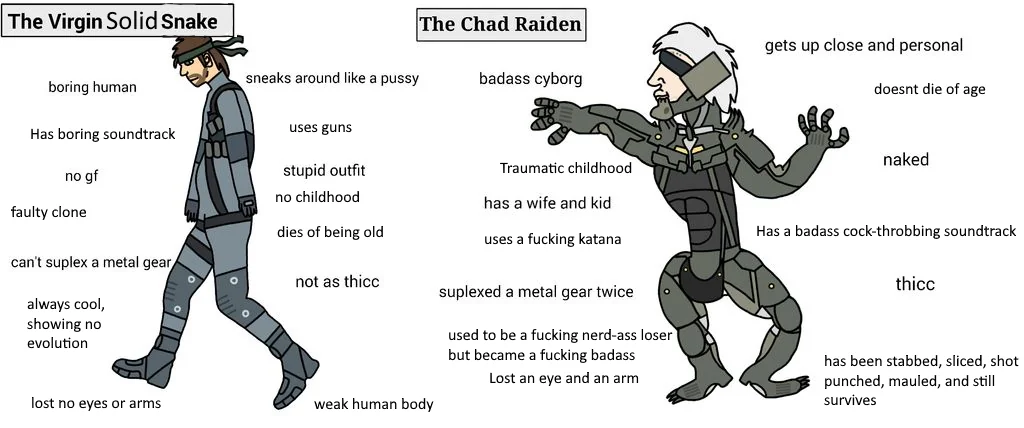 The Virgin Solid Snake
boring human
sneaks around like a pussy
Has boring soundtrack
uses guns
no gf
stupid outfit
no childhood
faulty clone
dies of being old
can't suplex a metal gear
not as thicc
always cool,
showing no
evolution
lost no eyes or arms
weak human body
The Chad Raiden
gets up close and personal
badass cyborg
doesnt die of age
naked
Traumatic childhood
has a wife and kid
uses a fucking katana
Has a badass cock-throbbing soundtrack
suplexed a metal gear twice
thicc
used to be a fucking nerd-ass loser
but became a fucking badass
Lost an eye and an arm
has been stabbed, sliced, shot
punched, mauled, and still
survives